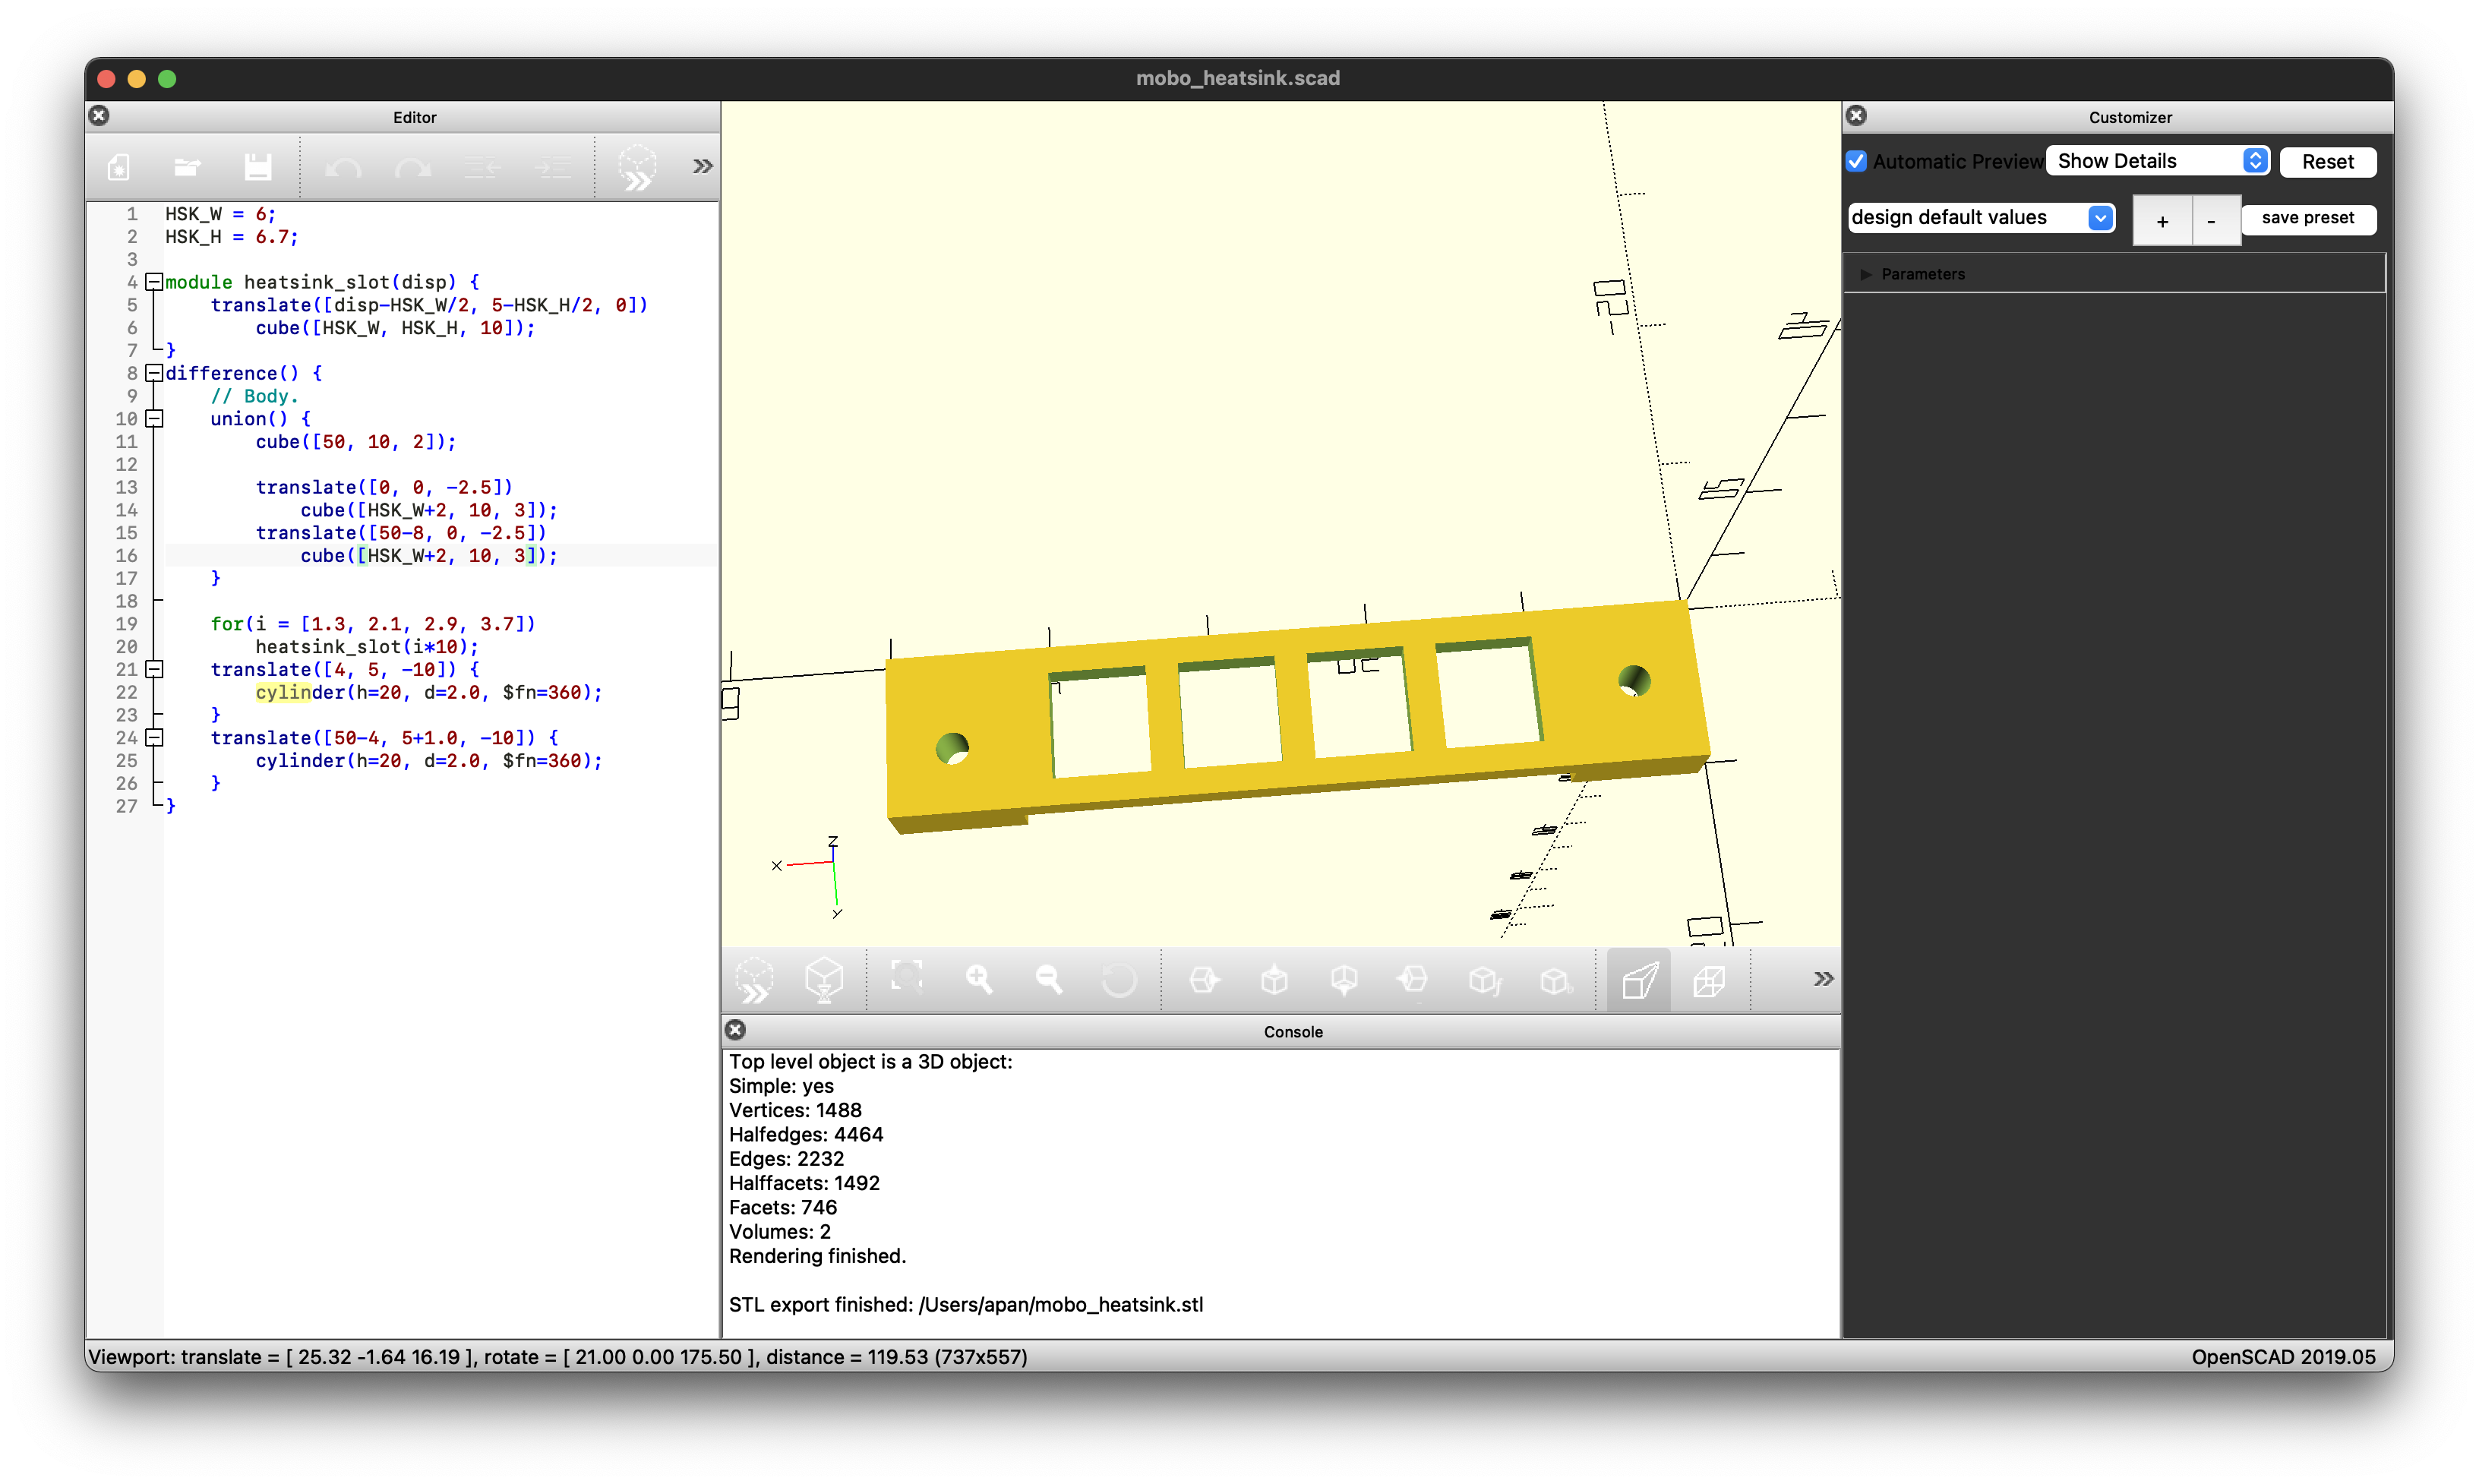 mobo_heatsink.scad
Editor
1 HSK_W = 6;
2 HSK_H = 6.7;
3
4 module heatsink_slot(disp) {
5     translate([disp-HSK_W/2, 5-HSK_H/2, 0])
6         cube([HSK_W, HSK_H, 10]);
7 }
8 difference() {
9     // Body.
10     union() {
11         cube([50, 10, 2]);
12
13         translate([0, 0, -2.5])
14             cube([HSK_W+2, 10, 3]);
15         translate([50-8, 0, -2.5])
16             cube([HSK_W+2, 10, 3]);
17     }
18
19     for(i = [1.3, 2.1, 2.9, 3.7])
20         heatsink_slot(i*10);
21     translate([4, 5, -10]) {
22         cylinder(h=20, d=2.0, $fn=360);
23     }
24     translate([50-4, 5+1.0, -10]) {
25         cylinder(h=20, d=2.0, $fn=360);
26     }
27 }
X
Z
Y
Console
Top level object is a 3D object:
Simple: yes
Vertices: 1488
Halfedges: 4464
Edges: 2232
Halffacets: 1492
Facets: 746
Volumes: 2
Rendering finished.
STL export finished: /Users/apan/mobo_heatsink.stl
Customizer
Automatic Preview
Show Details
Reset
design default values
+
-
save preset
Parameters
Viewport: translate = [ 25.32 -1.64 16.19 ], rotate = [ 21.00 0.00 175.50 ], distance = 119.53 (737x557)
OpenSCAD 2019.05